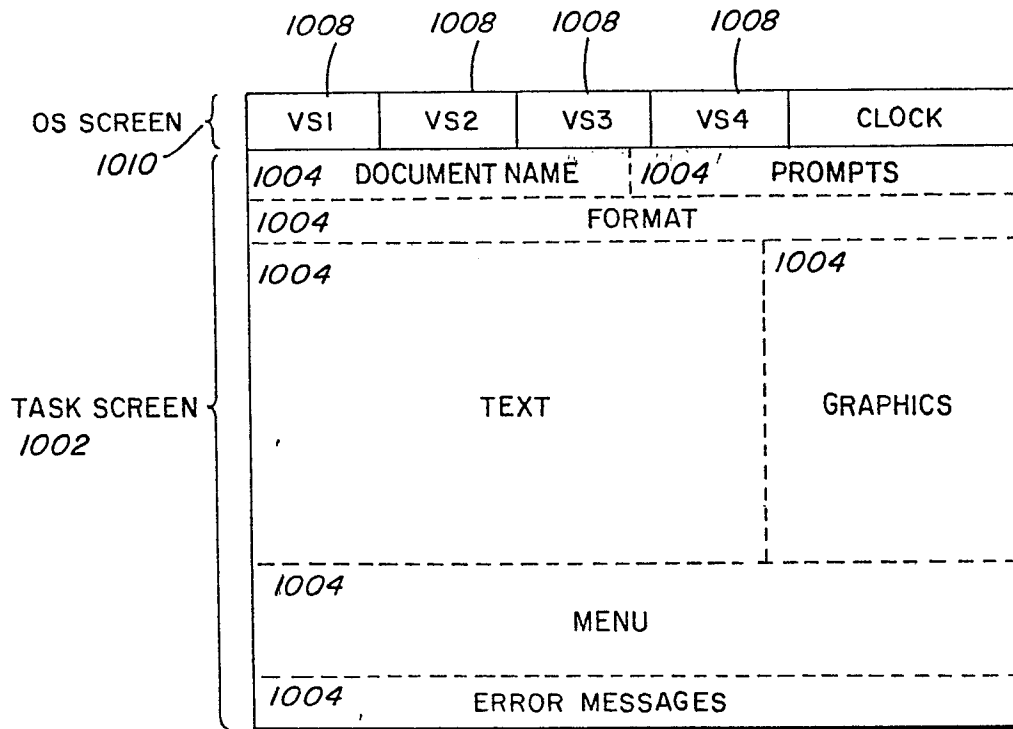 1008 1008 1008 1008
OS SCREEN VS1 VS2 VS3 VS4 CLOCK
1010
1004 DOCUMENT NAME 1004 PROMPTS
1004 FORMAT
1004 1004
TASK SCREEN TEXT GRAPHICS
1002
1004
MENU
1004 ERROR MESSAGES